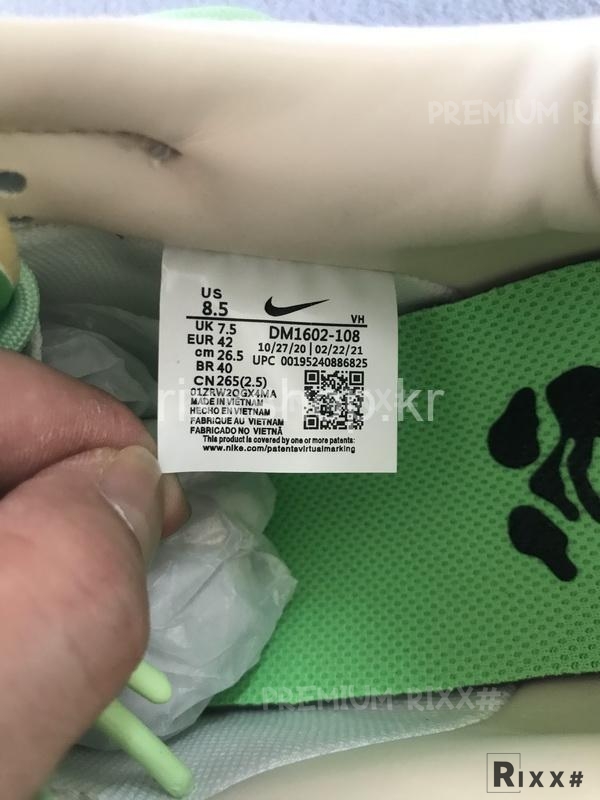 PREMIUM RI
US
8.5
VH
UK 7.5
DM1602-108
EUR 42
10/27/20 | 02/22/21
cm 26.5
UPC 00195240886825
BR 40
CN 265(2.5)
01ZRW2QGX4MA
MADE IN VIETNAM
HECHO EN VIETNAM
FABRIQUE AU VIETNAM
FABRICADO NO VIETNÃ
This product is covered by one or more patents:
www.nike.com/patentsvirtualmarking
PREMIUM RIXX#
RIXX#